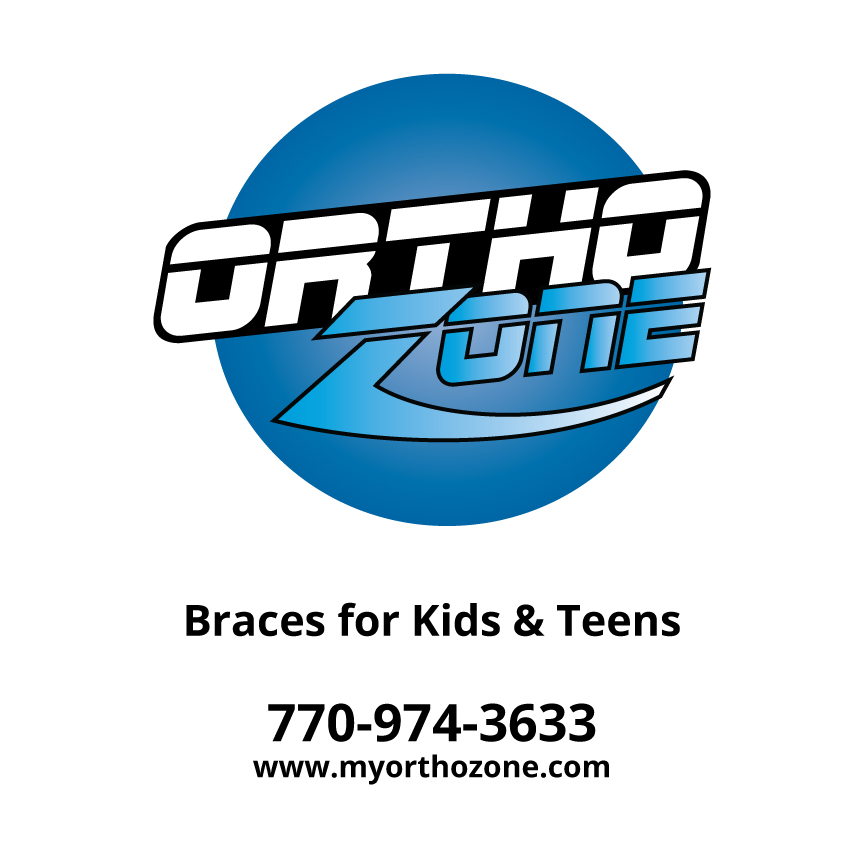 ORTHO
ZONE
Braces for Kids & Teens
770-974-3633
www.myorthozone.com